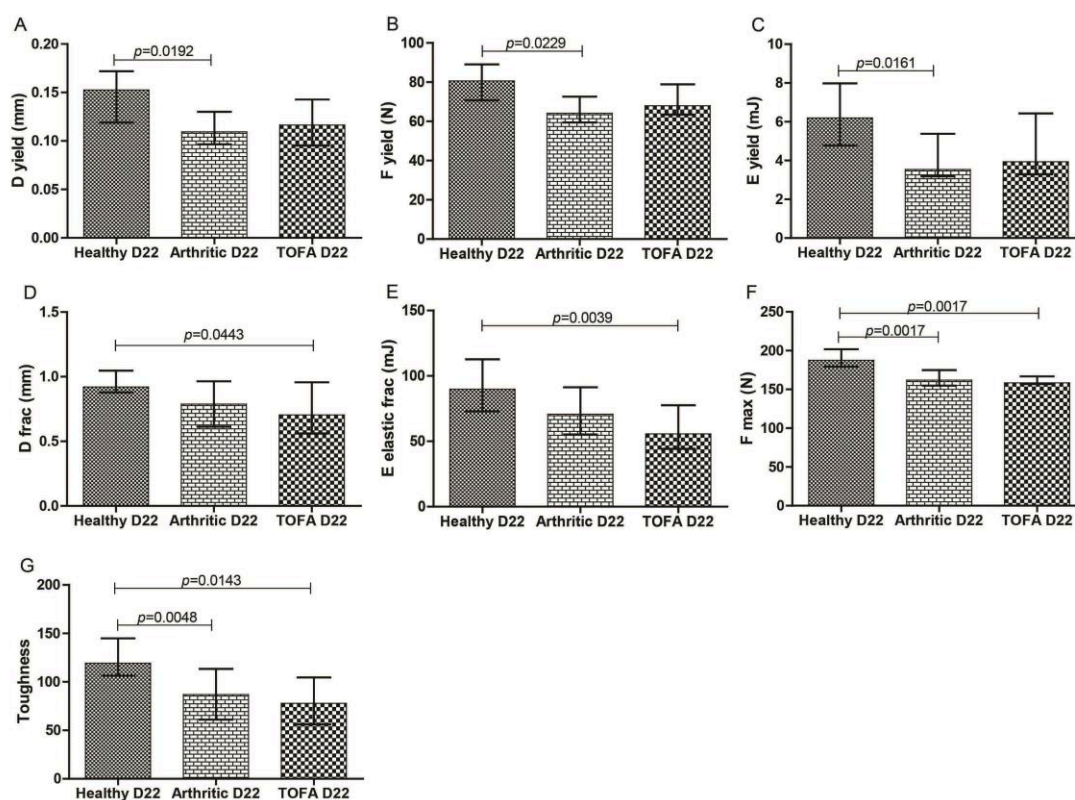 A
D yield (mm)
0.20
0.15
0.10
0.05
0.00
p=0.0192
Healthy D22 Arthritic D22 TOFA D22
B
F yield (N)
100
80
60
40
20
0
p=0.0229
Healthy D22 Arthritic D22 TOFA D22
C
E yield (mJ)
10
8
6
4
2
0
p=0.0161
Healthy D22 Arthritic D22 TOFA D22
D
D frac (mm)
1.5
1.0
0.5
0.0
p=0.0443
Healthy D22 Arthritic D22 TOFA D22
E
E elastic frac (mJ)
150
100
50
0
p=0.0039
Healthy D22 Arthritic D22 TOFA D22
F
F max (N)
250
200
150
100
50
0
p=0.0017
p=0.0017
Healthy D22 Arthritic D22 TOFA D22
G
Toughness
200
150
100
50
0
p=0.0143
p=0.0048
Healthy D22 Arthritic D22 TOFA D22